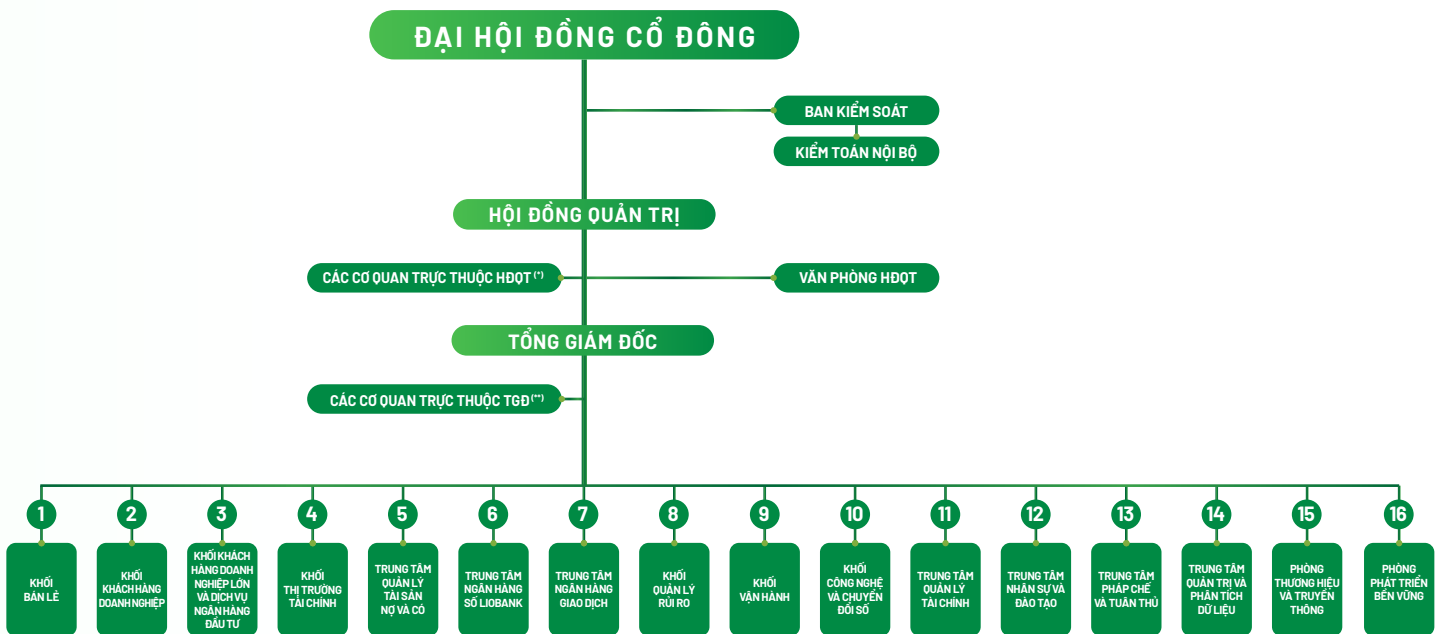 ĐẠI HỘI ĐỒNG CỔ ĐÔNG
BAN KIỂM SOÁT
KIỂM TOÁN NỘI BỘ
HỘI ĐỒNG QUẢN TRỊ
CÁC CƠ QUAN TRỰC THUỘC HĐQT (*)
VĂN PHÒNG HĐQT
TỔNG GIÁM ĐỐC
CÁC CƠ QUAN TRỰC THUỘC TGĐ (**)
1
KHỐI
BÁN LẺ
2
KHỐI
KHÁCH HÀNG
DOANH NGHIỆP
3
KHỐI KHÁCH
HÀNG DOANH
NGHIỆP LỚN
VÀ DỊCH VỤ
NGÂN HÀNG
ĐẦU TƯ
4
KHỐI
THỊ TRƯỜNG
TÀI CHÍNH
5
TRUNG TÂM
QUẢN LÝ
TÀI SẢN
NỢ VÀ CÓ
6
TRUNG TÂM
NGÂN HÀNG
SỐ LIOBANK
7
TRUNG TÂM
NGÂN HÀNG
GIAO DỊCH
8
KHỐI
QUẢN LÝ
RỦI RO
9
KHỐI
VẬN HÀNH
10
KHỐI
CÔNG NGHỆ
VÀ CHUYỂN
ĐỔI SỐ
11
TRUNG TÂM
QUẢN LÝ
TÀI CHÍNH
12
TRUNG TÂM
NHÂN SỰ VÀ
ĐÀO TẠO
13
TRUNG TÂM
PHÁP CHẾ
VÀ TUÂN THỦ
14
TRUNG TÂM
QUẢN TRỊ VÀ
PHÂN TÍCH
DỮ LIỆU
15
PHÒNG
THƯƠNG HIỆU
VÀ TRUYỀN
THÔNG
16
PHÒNG
PHÁT TRIỂN
BỀN VỮNG